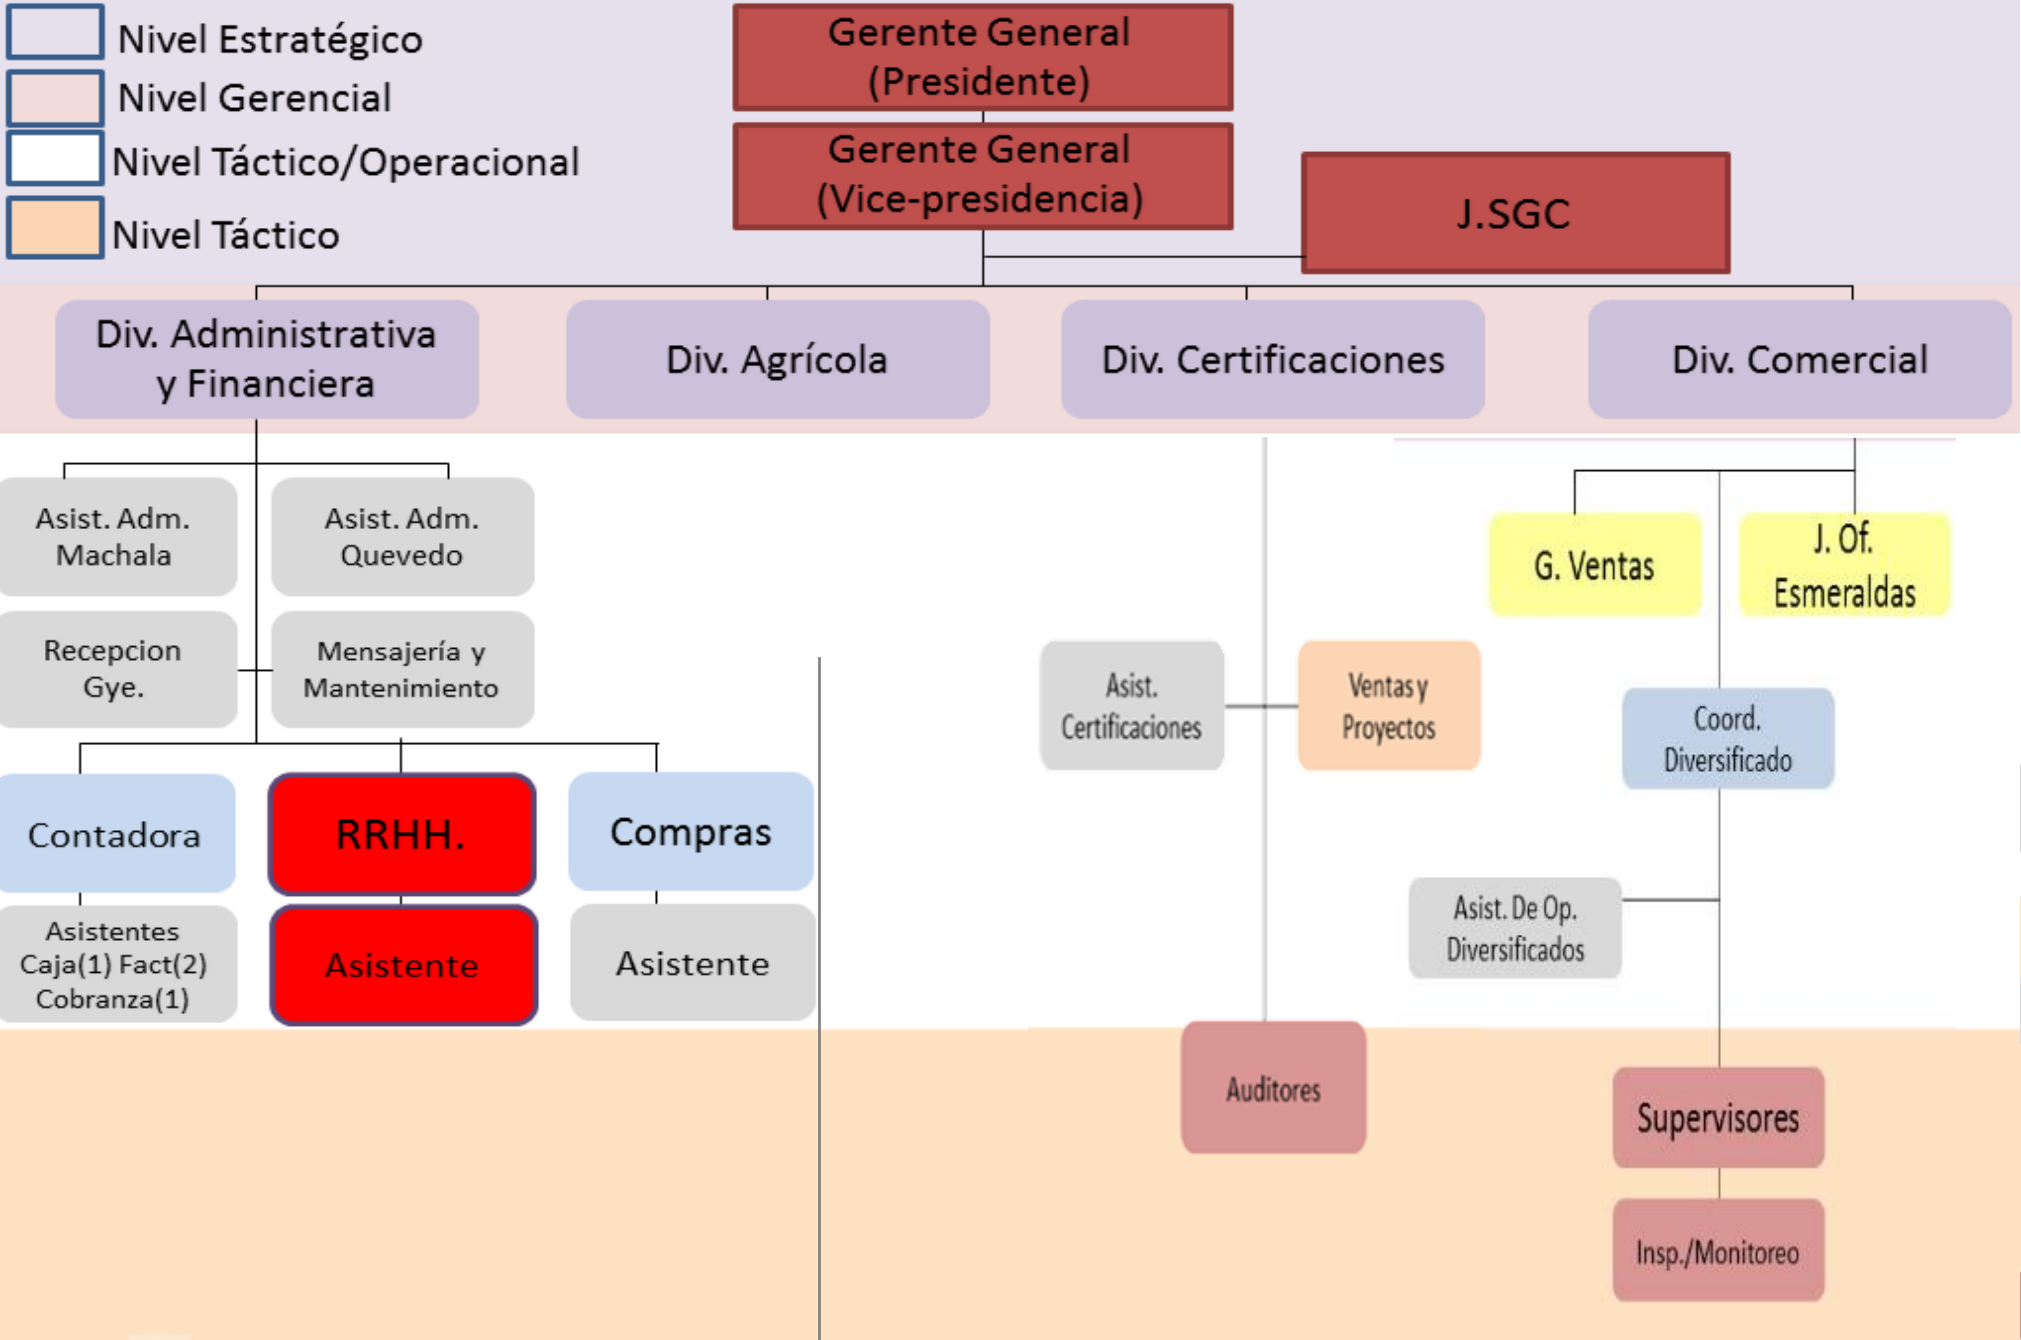 Nivel Estratégico
Nivel Gerencial
Nivel Táctico/Operacional
Nivel Táctico
Gerente General
(Presidente)
Gerente General
(Vice-presidencia)
J.SGC
Div. Administrativa
y Financiera
Div. Agrícola
Div. Certificaciones
Div. Comercial
Asist. Adm.
Machala
Asist. Adm.
Quevedo
Recepcion
Gye.
Mensajería y
Mantenimiento
Contadora
RRHH.
Compras
Asistentes
Caja(1) Fact(2)
Cobranza(1)
Asistente
Asistente
Asist.
Certificaciones
Ventas y
Proyectos
Auditores
G. Ventas
J. Of.
Esmeraldas
Coord.
Diversificado
Asist. De Op.
Diversificados
Supervisores
Insp./Monitoreo